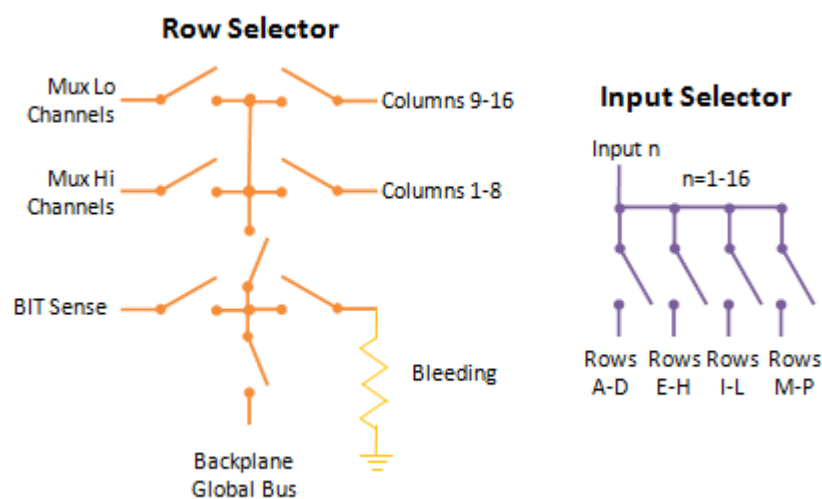 Row Selector
Mux Lo
Channels
Columns 9-16
Mux Hi
Channels
Columns 1-8
BIT Sense
Bleeding
Backplane
Global Bus
Input Selector
Input n
n=1-16
Rows Rows Rows Rows
A-D E-H I-L M-P